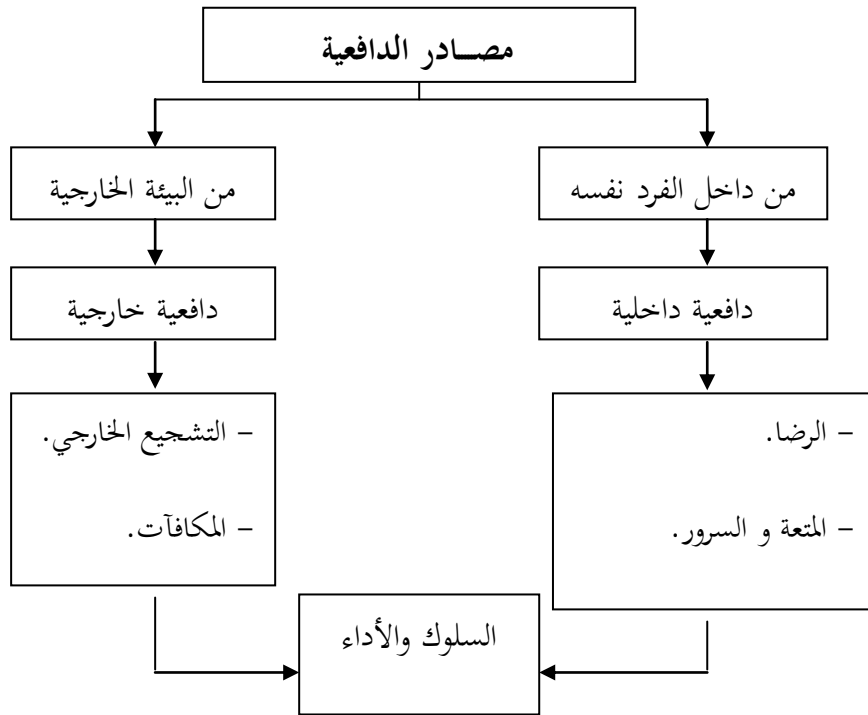 مصــادر الدافعية
من داخل الفرد نفسه
من البيئة الخارجية
دافعية داخلية
دافعية خارجية
– الرضا.
– المتعة و السرور.
– التشجيع الخارجي.
– المكافآت.
السلوك والأداء